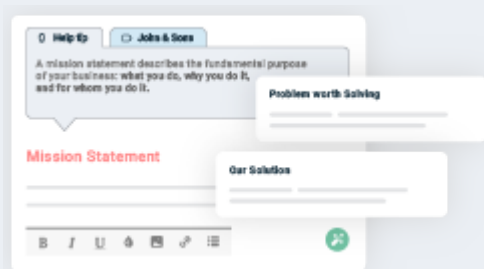 Help tip
John & Sons
A mission statement describes the fundamental purpose
of your business: what you do, why you do it,
and for whom you do it.
Problem worth Solving
Mission Statement
Our Solution
B I U